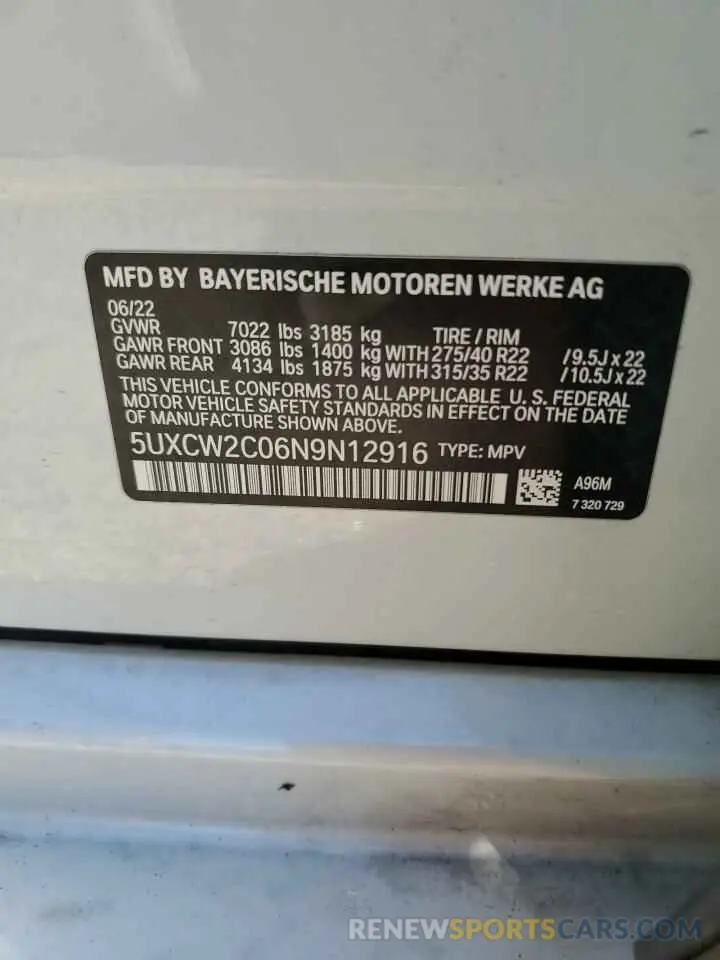 MFD BY BAYERISCHE MOTOREN WERKE AG
06/22
GVWR 7022 lbs 3185 kg TIRE / RIM
GAWR FRONT 3086 lbs 1400 kg WITH 275/40 R22 /9.5J x 22
GAWR REAR 4134 lbs 1875 kg WITH 315/35 R22 /10.5J x 22
THIS VEHICLE CONFORMS TO ALL APPLICABLE U. S. FEDERAL
MOTOR VEHICLE SAFETY STANDARDS IN EFFECT ON THE DATE
OF MANUFACTURE SHOWN ABOVE.
5UXCW2C06N9N12916 TYPE: MPV
A96M
7 320 729
RENEWSPORTSCARS.COM